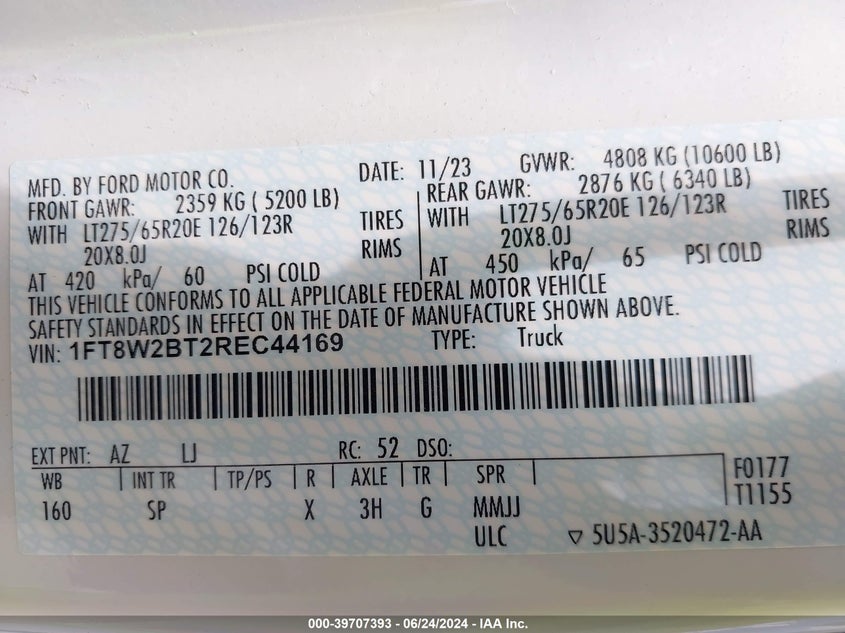 MFD. BY FORD MOTOR CO. DATE: 11/23 GVWR: 4808 KG (10600 LB)
FRONT GAWR: 2359 KG ( 5200 LB) REAR GAWR: 2876 KG ( 6340 LB)
WITH LT275/65R20E 126/123R TIRES WITH LT275/65R20E 126/123R TIRES
20X8.0J RIMS 20X8.0J RIMS
AT 420 kPa/ 60 PSI COLD AT 450 kPa/ 65 PSI COLD
THIS VEHICLE CONFORMS TO ALL APPLICABLE FEDERAL MOTOR VEHICLE
SAFETY STANDARDS IN EFFECT ON THE DATE OF MANUFACTURE SHOWN ABOVE.
VIN: 1FT8W2BT2REC44169 TYPE: Truck
EXT PNT: AZ LJ RC: 52 DSO:
WB INT TR TP/PS R AXLE TR SPR F0177
160 SP X 3H G MMJJ T1155
ULC ▽ 5U5A-3520472-AA
000-39707393 - 06/24/2024 - IAA Inc.